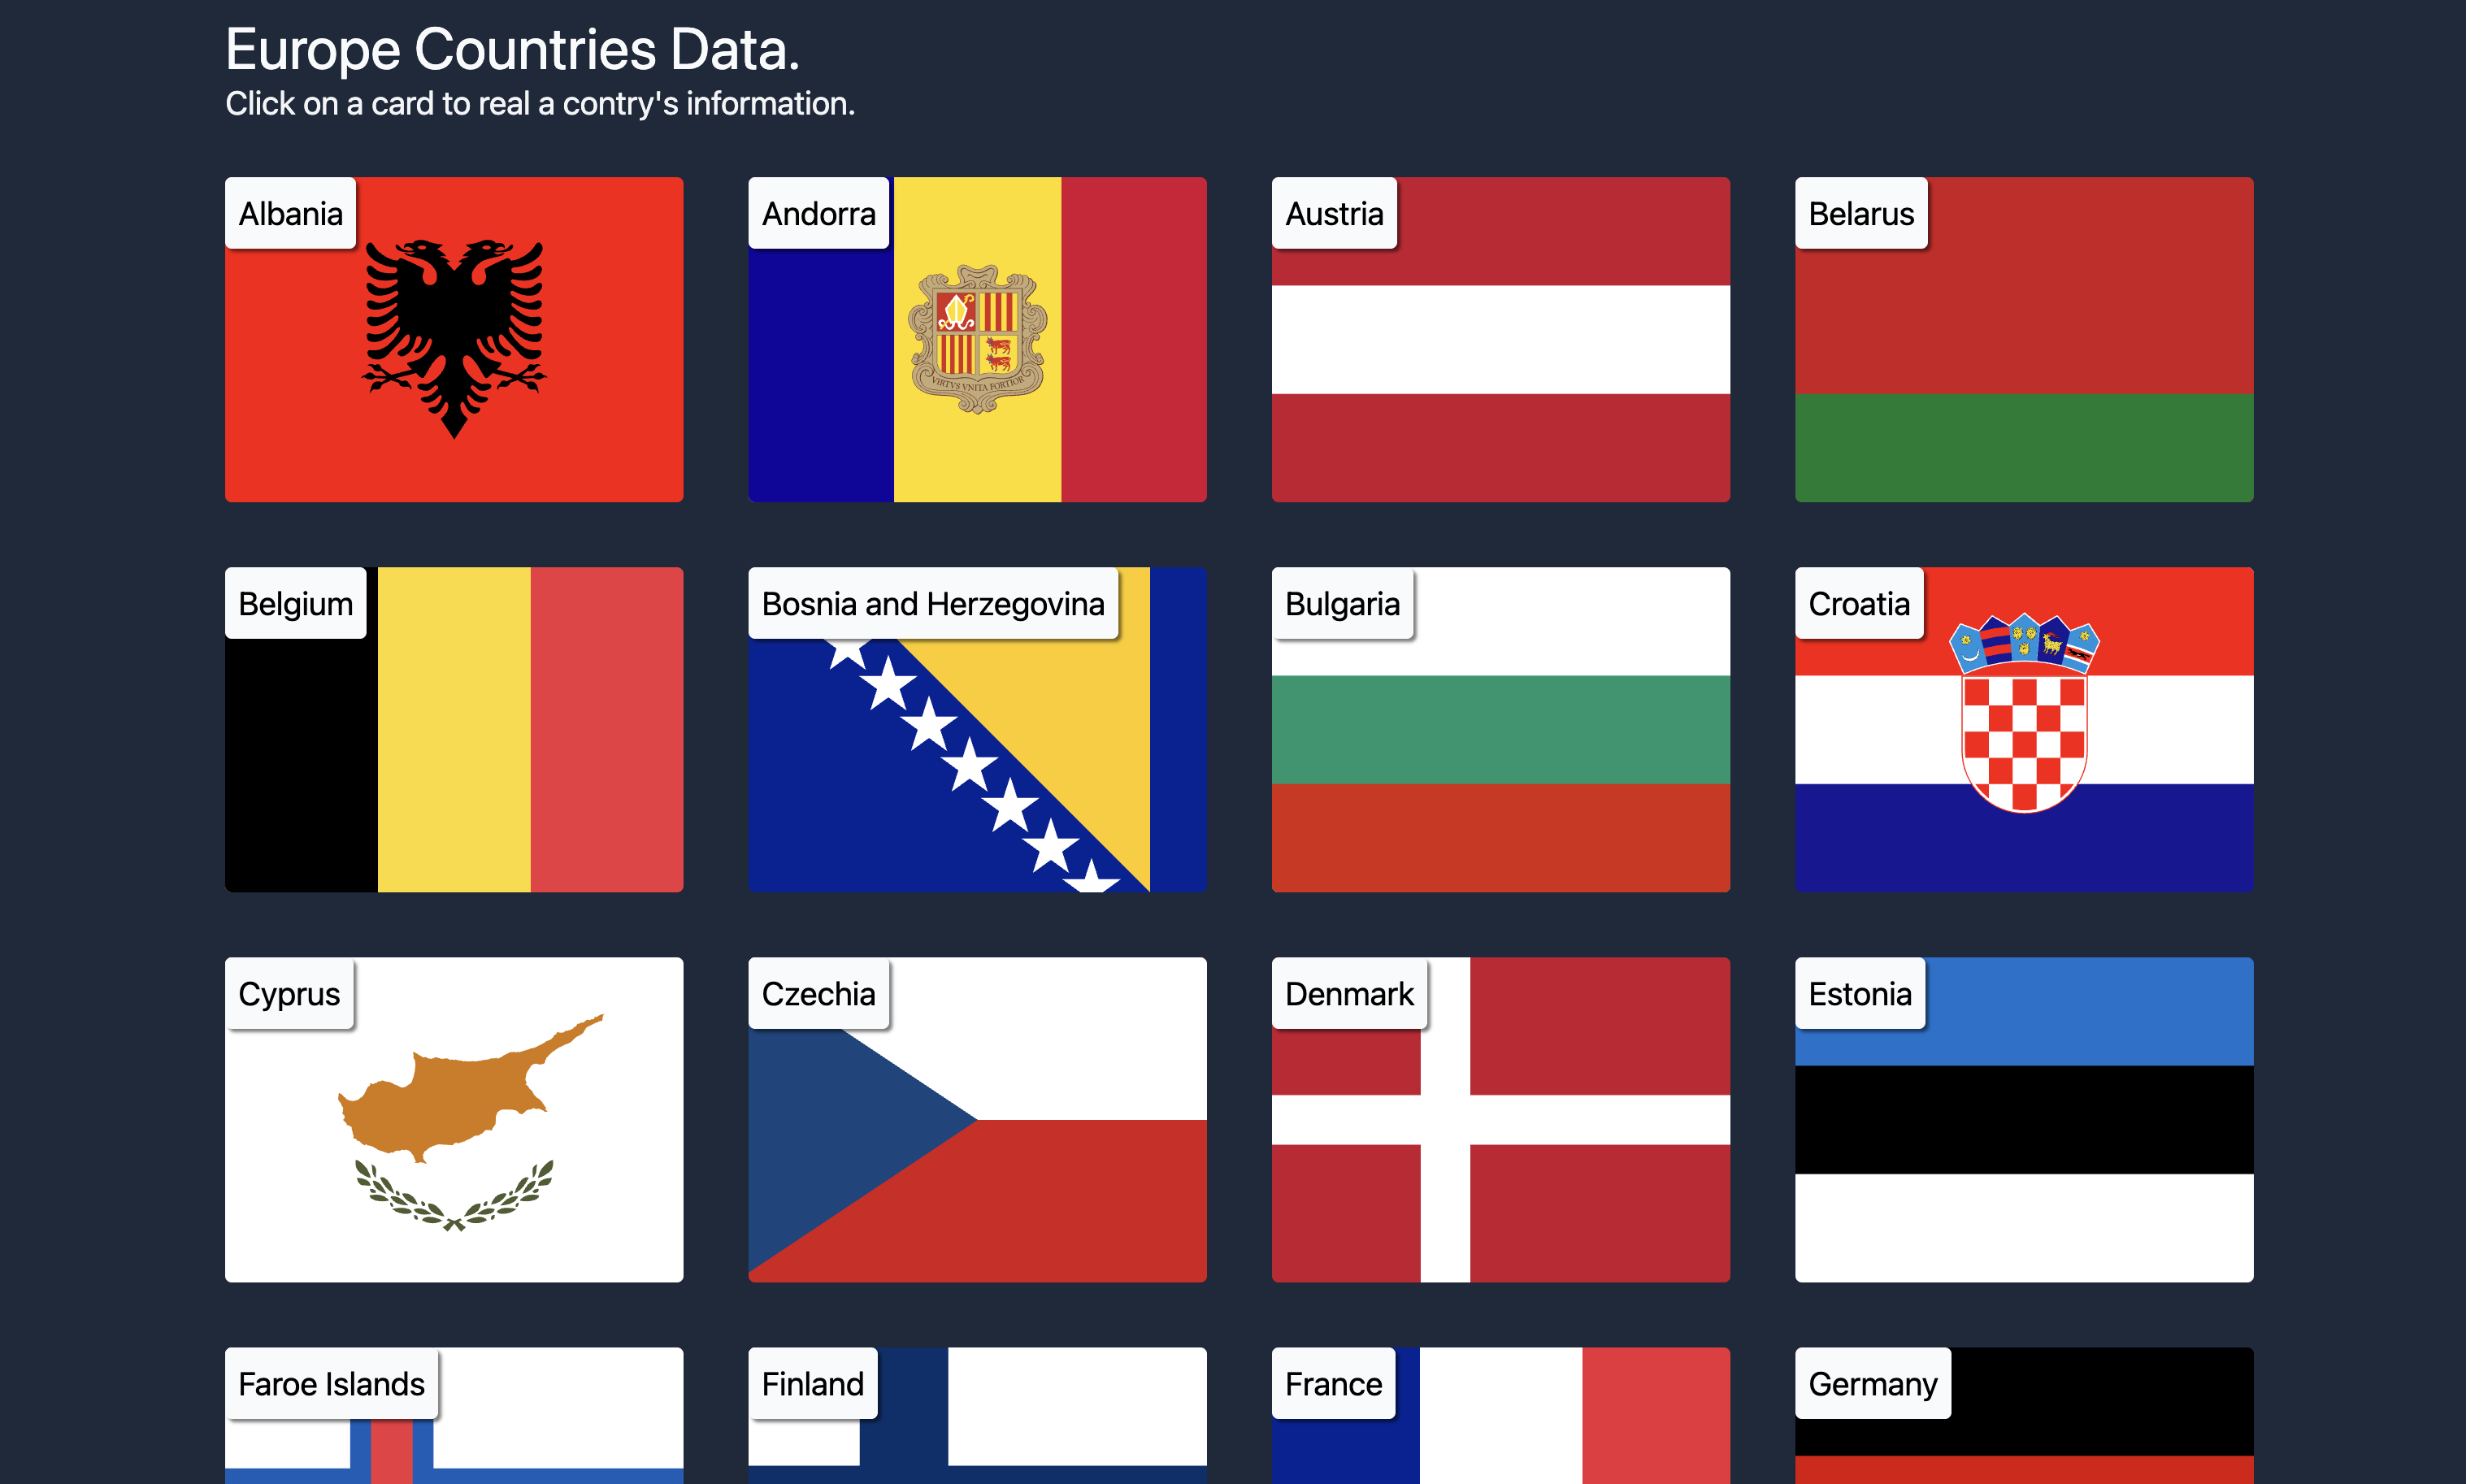 Europe Countries Data.
Click on a card to real a contry's information.
Albania
Andorra
Austria
Belarus
VIRTVS VNITA FORTIOR
Belgium
Bosnia and Herzegovina
Bulgaria
Croatia
Cyprus
Czechia
Denmark
Estonia
Faroe Islands
Finland
France
Germany